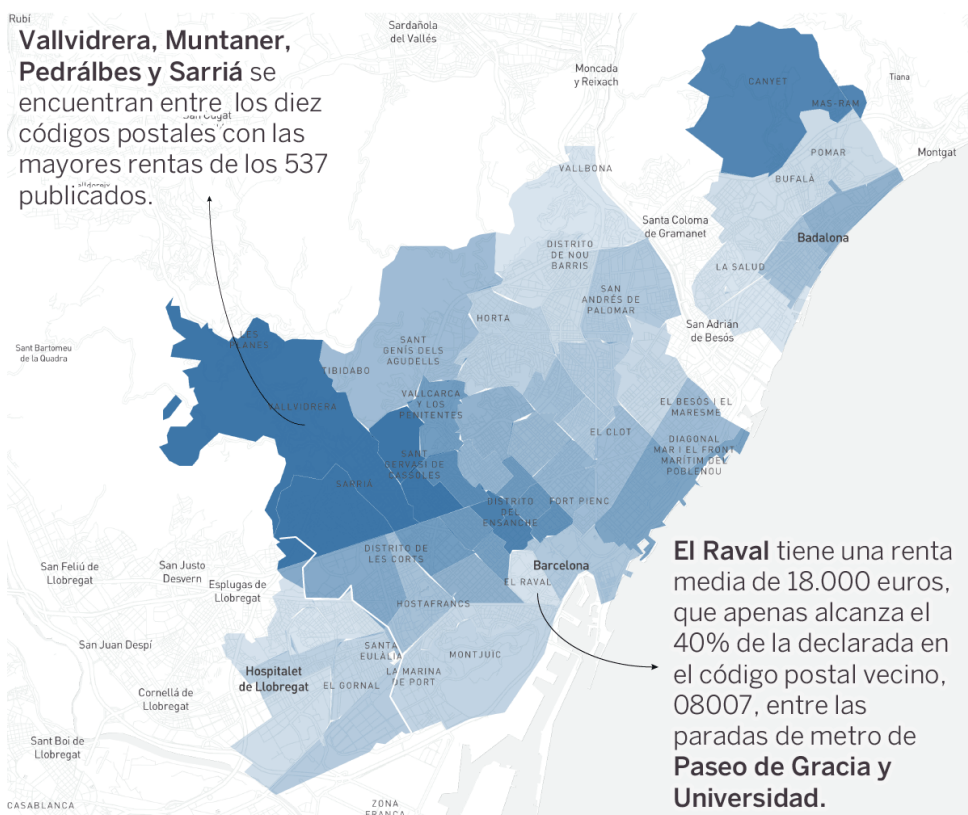 Rubí
Sardañola
del Vallés
Vallvidrera, Muntaner,
Pedrálbes y Sarriá se
encuentran entre los diez
códigos postales con las
mayores rentas de los 537
publicados.
Moncada
y Reixach
Tiana
CANYET
MAS-RAM
POMAR
Montgat
BUFALÀ
VALLBONA
Santa Coloma
de Gramanet
Badalona
DISTRITO
DE NOU
BARRIS
LA SALUD
SAN
ANDRÉS DE
PALOMAR
HORTA
San Adrián
de Besós
LES
PLANES
Sant Bartomeu
de la Quadra
SANT
GENÍS DELS
AGUDELLS
TIBIDABO
VALLCARCA
Y LOS
PENITENTES
VALLVIDRERA
EL BESÒS I EL
MARESME
EL CLOT
DIAGONAL
MAR I EL FRONT
MARÍTIM DEL
POBLENOU
SANT
GERVASI DE
CASSOLES
SARRIÀ
DISTRITO
DEL
ENSANCHE
FORT PIENC
DISTRITO DE
LES CORTS
Barcelona
EL RAVAL
San Feliú de
Llobregat
San Justo
Desvern
Esplugas de
Llobregat
HOSTAFRANCS
El Raval tiene una renta
media de 18.000 euros,
que apenas alcanza el
40% de la declarada en
el código postal vecino,
08007, entre las
paradas de metro de
Paseo de Gracia y
Universidad.
San Juan Despí
SANTA
EULÀLIA
MONTJUÏC
Hospitalet
de Llobregat
LA MARINA
DE PORT
EL GORNAL
Cornellá de
Llobregat
Sant Boi de
Llobregat
CASABLANCA
ZONA
FRANCA